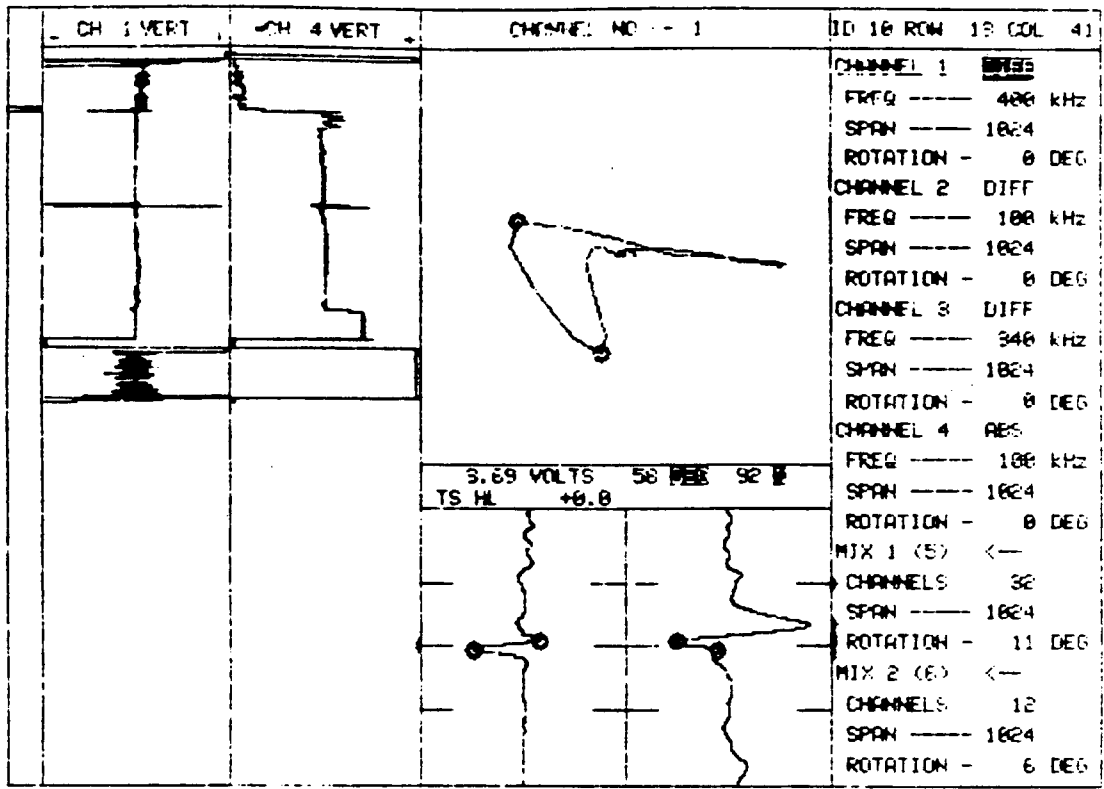 CH 1 VERT
CH 4 VERT
CHANNEL NO -- 1
ID 10 ROW 13 COL 41
CHANNEL 1
FREQ ----- 400 kHz
SPAN ----- 1024
ROTATION - 0 DEG
CHANNEL 2 DIFF
FREQ ----- 100 kHz
SPAN ----- 1024
ROTATION - 0 DEG
CHANNEL 3 DIFF
FREQ ----- 340 kHz
SPAN ----- 1024
ROTATION - 0 DEG
CHANNEL 4 ABS
FREQ ----- 100 kHz
SPAN ----- 1024
ROTATION - 0 DEG
MIX 1 (5) <--
CHANNELS 32
SPAN ----- 1024
ROTATION - 11 DEG
MIX 2 (6) <--
CHANNELS 12
SPAN ----- 1024
ROTATION - 6 DEG
3.69 VOLTS 58 DEG 92
TS HL +0.0